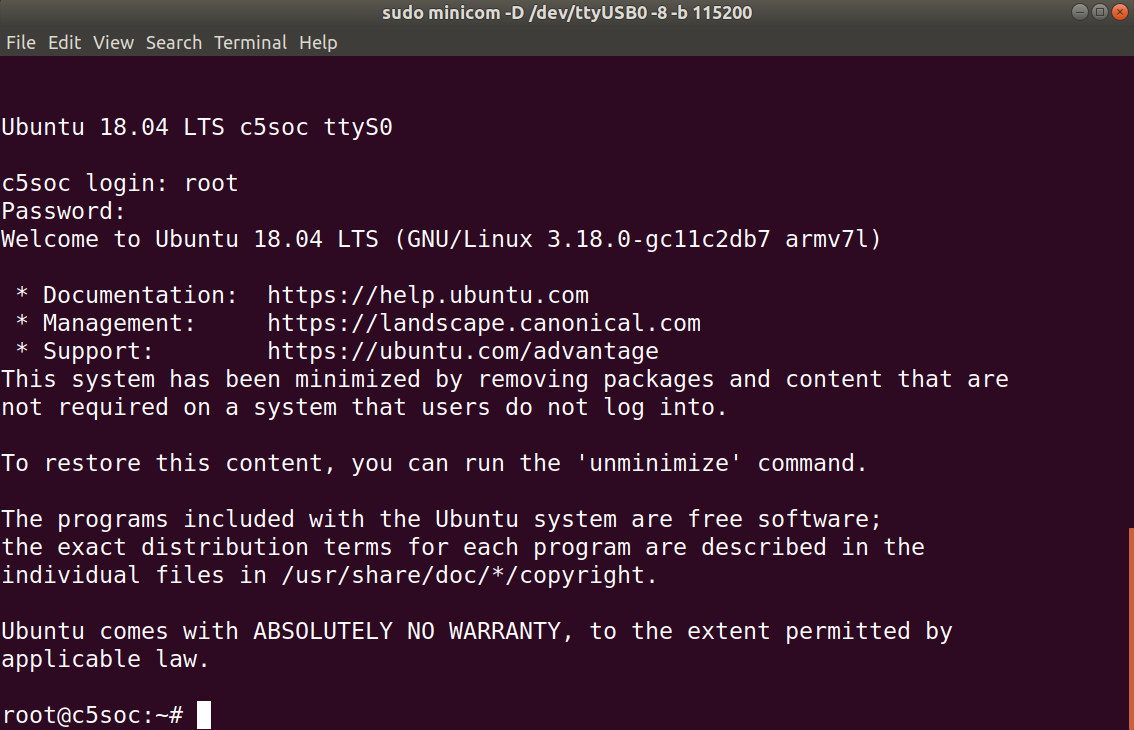 sudo minicom -D /dev/ttyUSB0 -8 -b 115200
File Edit View Search Terminal Help
Ubuntu 18.04 LTS c5soc ttyS0
c5soc login: root
Password:
Welcome to Ubuntu 18.04 LTS (GNU/Linux 3.18.0-gc11c2db7 armv7l)
* Documentation:  https://help.ubuntu.com
* Management:     https://landscape.canonical.com
* Support:        https://ubuntu.com/advantage
This system has been minimized by removing packages and content that are
not required on a system that users do not log into.
To restore this content, you can run the 'unminimize' command.
The programs included with the Ubuntu system are free software;
the exact distribution terms for each program are described in the
individual files in /usr/share/doc/*/copyright.
Ubuntu comes with ABSOLUTELY NO WARRANTY, to the extent permitted by
applicable law.
root@c5soc:~#